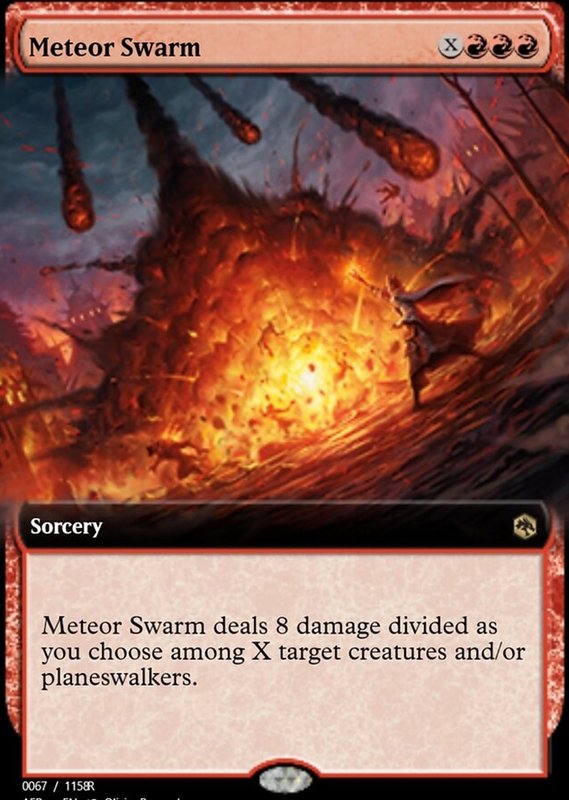 Meteor Swarm X
Sorcery
Meteor Swarm deals 8 damage divided as
you choose among X target creatures and/or
planeswalkers.
0067 / 1158R